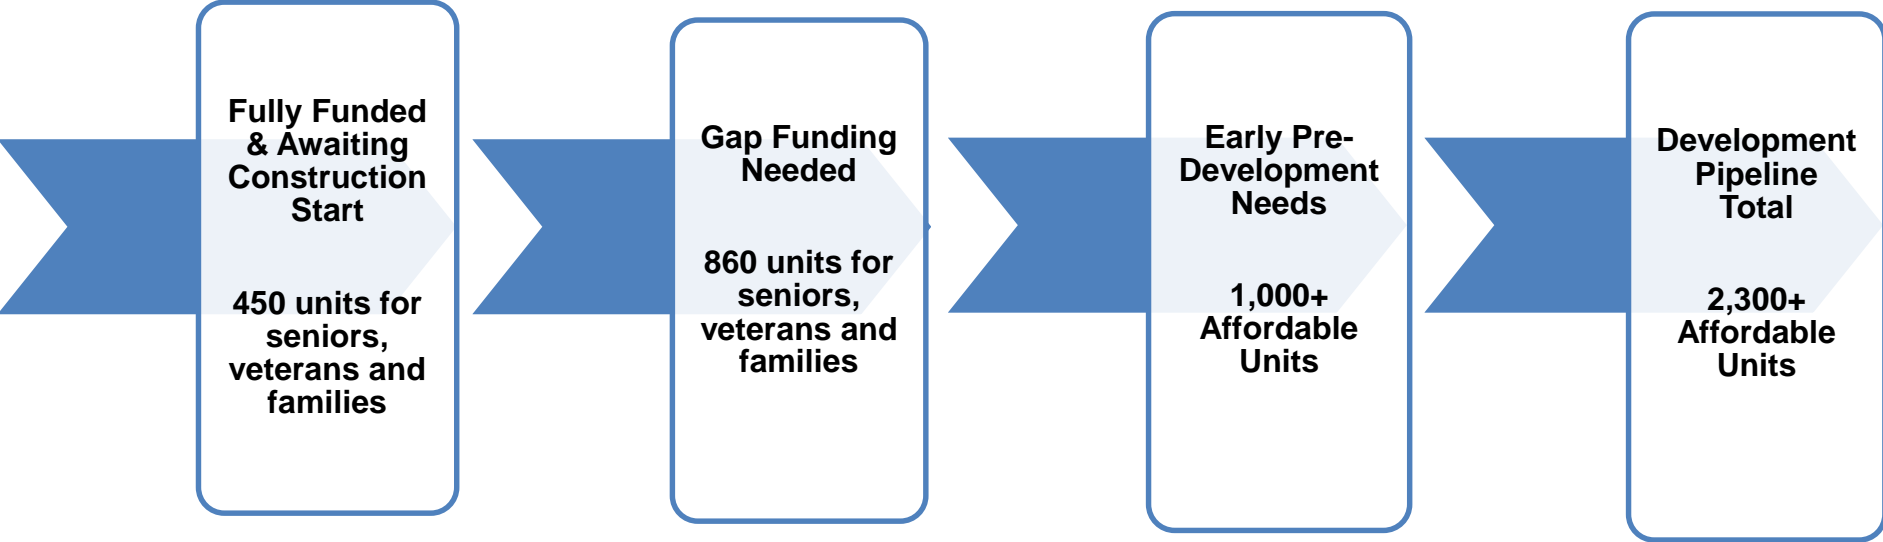 Fully Funded
& Awaiting
Construction
Start
450 units for
seniors,
veterans and
families
Gap Funding
Needed
860 units for
seniors,
veterans and
families
Early Pre-
Development
Needs
1,000+
Affordable
Units
Development
Pipeline
Total
2,300+
Affordable
Units